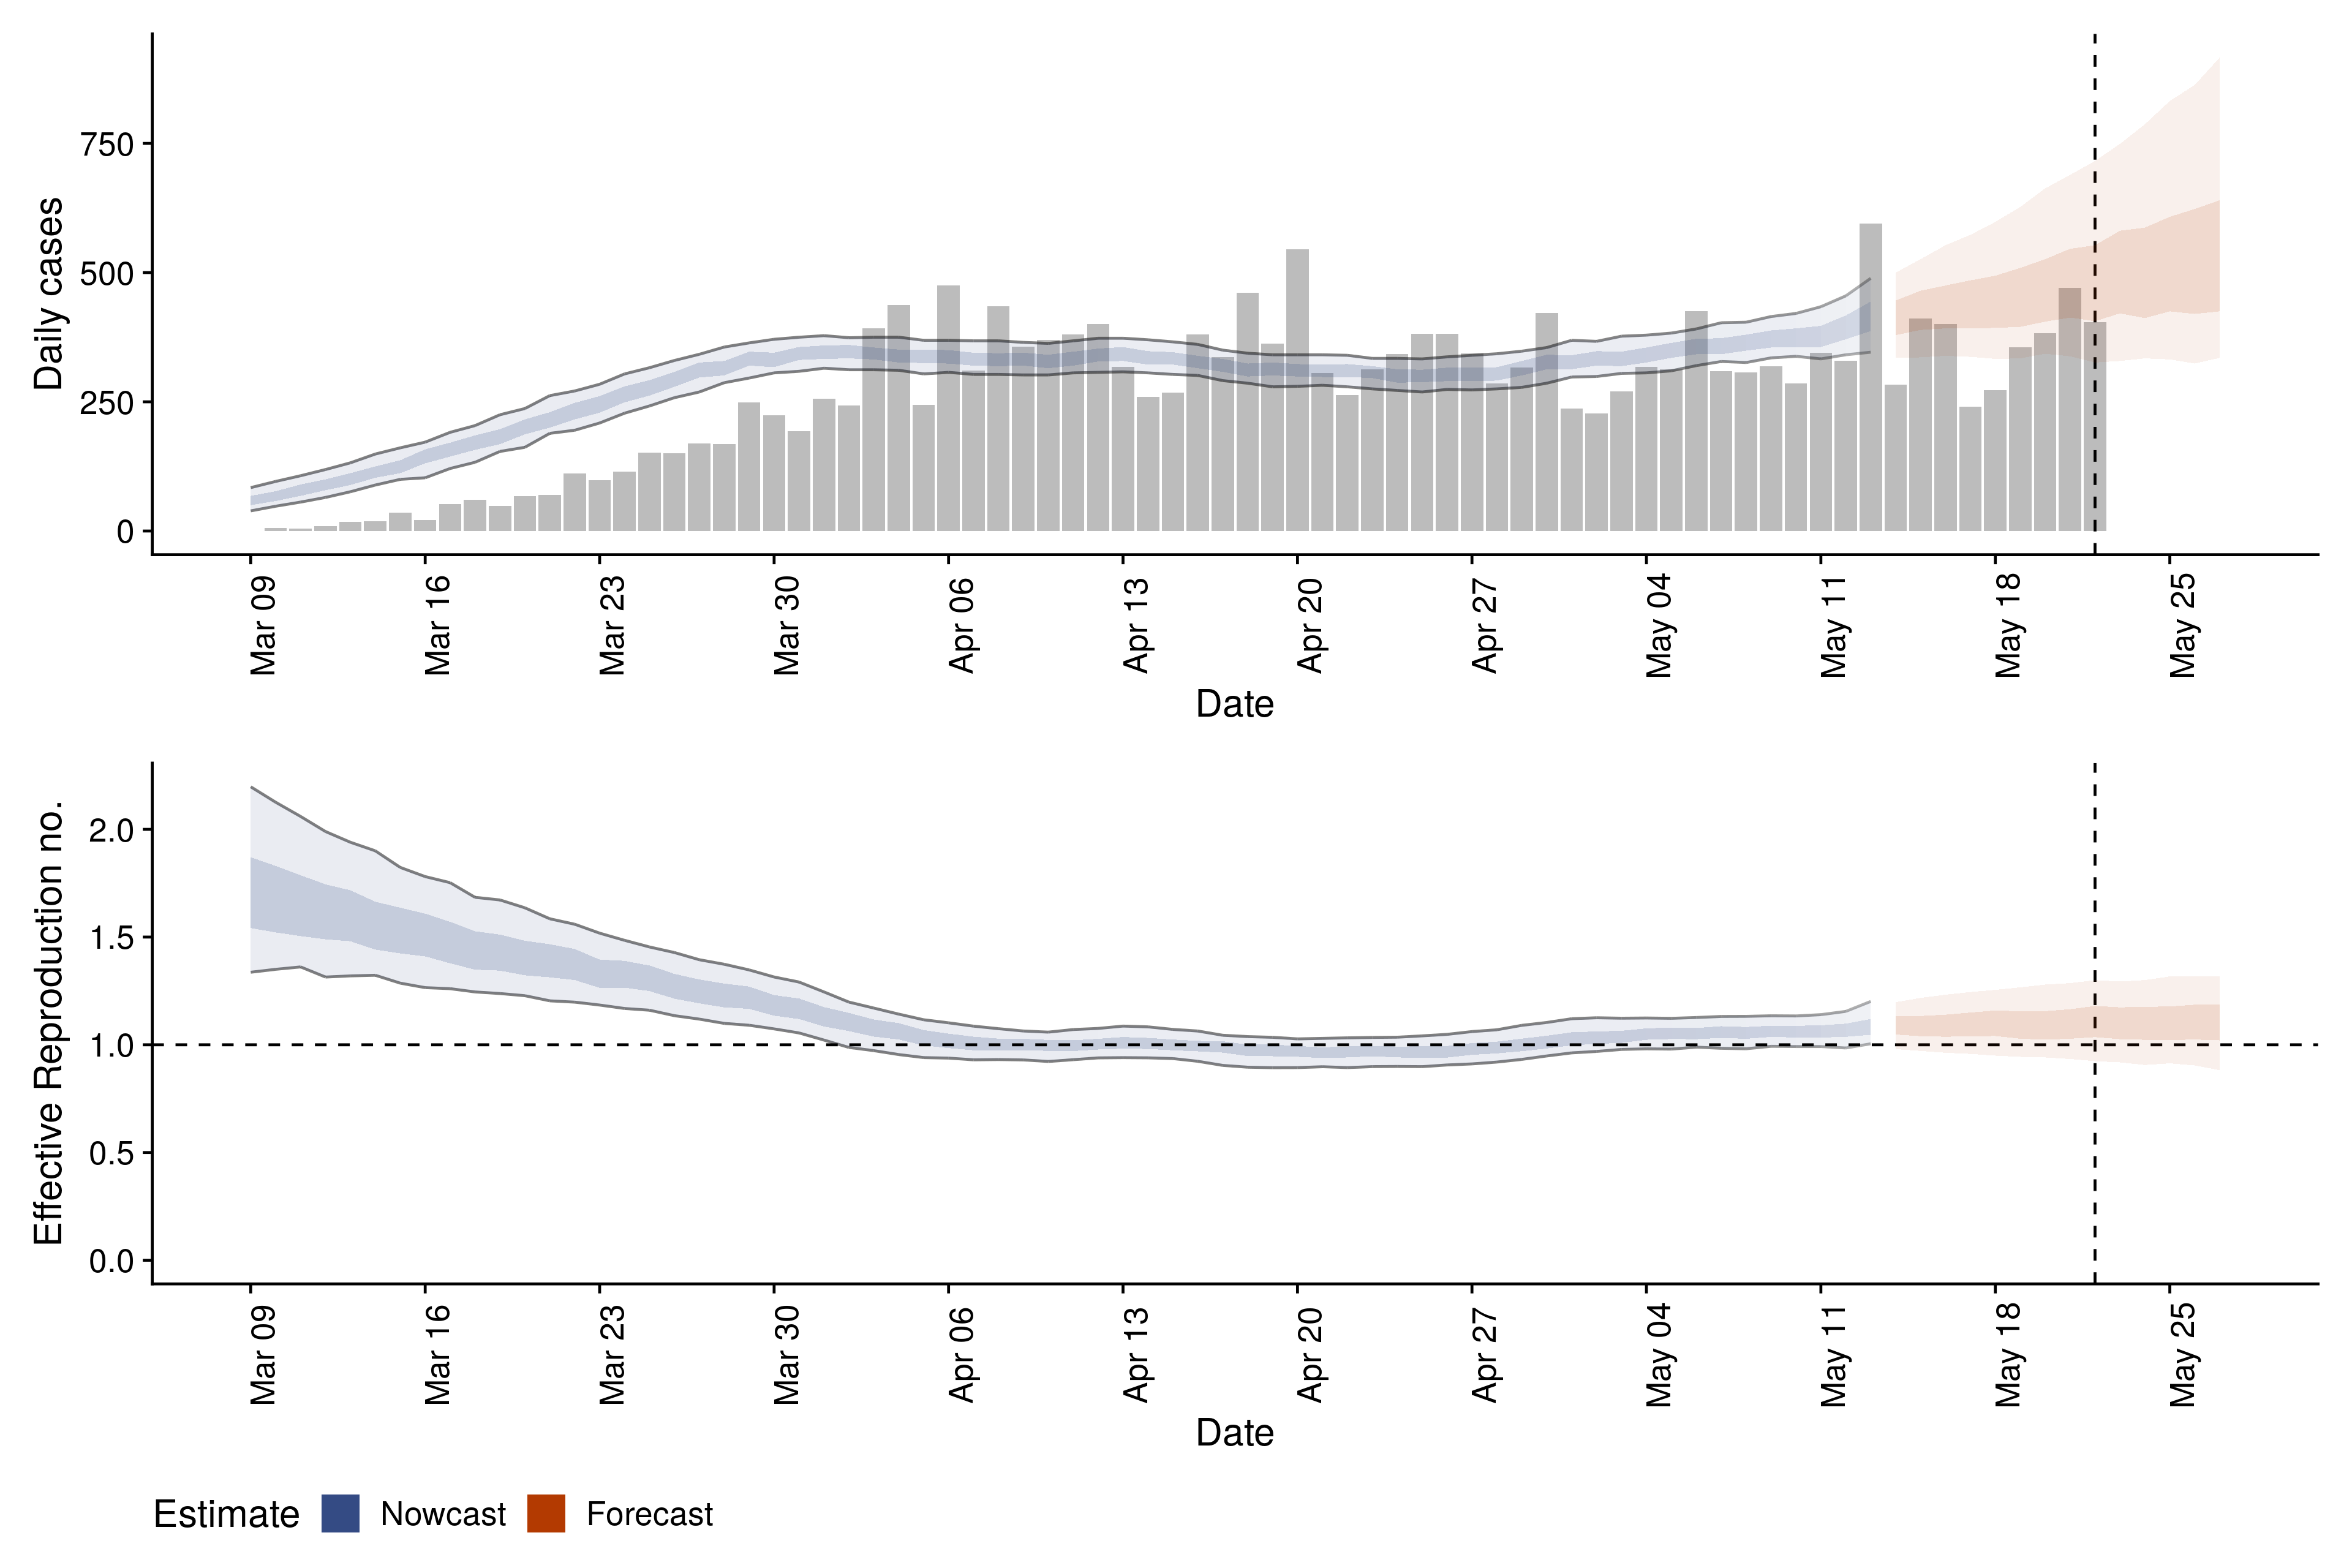 Daily cases
750
500
250
0
Mar 09
Mar 16
Mar 23
Mar 30
Apr 06
Apr 13
Apr 20
Apr 27
May 04
May 11
May 18
May 25
Date
Effective Reproduction no.
2.0
1.5
1.0
0.5
0.0
Mar 09
Mar 16
Mar 23
Mar 30
Apr 06
Apr 13
Apr 20
Apr 27
May 04
May 11
May 18
May 25
Date
Estimate Nowcast Forecast